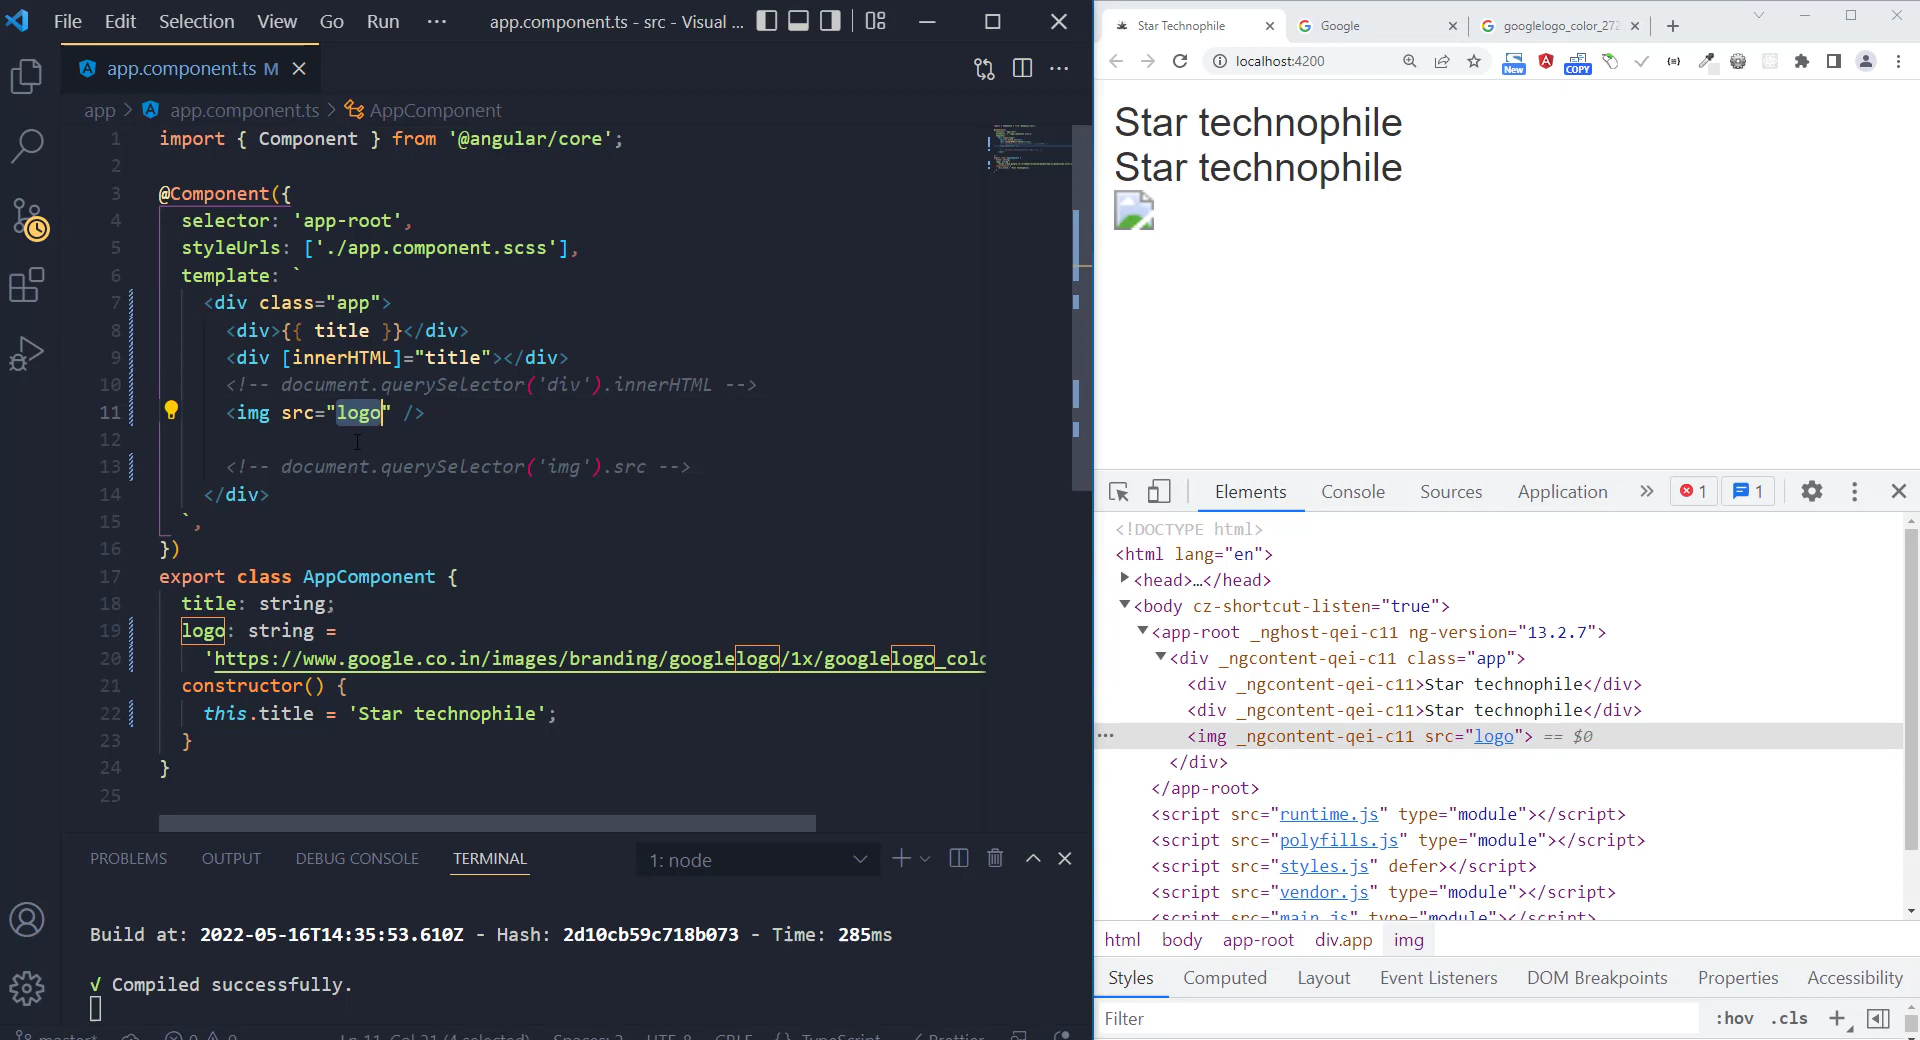 File Edit Selection View Go Run ··· app.component.ts - src - Visual ...
app.component.ts M
app > app.component.ts > AppComponent
1 import { Component } from '@angular/core';
2
3 @Component({
4 selector: 'app-root',
5 styleUrls: ['./app.component.scss'],
6 template: `
7 <div class="app">
8 <div>{{ title }}</div>
9 <div [innerHTML]="title"></div>
10 <!-- document.querySelector('div').innerHTML -->
11 <img src="logo" />
12
13 <!-- document.querySelector('img').src -->
14 </div>
15 `,
16 })
17 export class AppComponent {
18 title: string;
19 logo: string =
20 'https://www.google.co.in/images/branding/googlelogo/1x/googlelogo_colo
21 constructor() {
22 this.title = 'Star technophile';
23 }
24 }
25
PROBLEMS OUTPUT DEBUG CONSOLE TERMINAL 1: node
Build at: 2022-05-16T14:35:53.610Z - Hash: 2d10cb59c718b073 - Time: 285ms
√ Compiled successfully.
Star Technophile Google googlelogo_color_272
localhost:4200 New COPY
Star technophile
Star technophile
Elements Console Sources Application » 1 1
<!DOCTYPE html>
<html lang="en">
<head>…</head>
<body cz-shortcut-listen="true">
<app-root _nghost-qei-c11 ng-version="13.2.7">
<div _ngcontent-qei-c11 class="app">
<div _ngcontent-qei-c11>Star technophile</div>
<div _ngcontent-qei-c11>Star technophile</div>
··· <img _ngcontent-qei-c11 src="logo"> == $0
</div>
</app-root>
<script src="runtime.js" type="module"></script>
<script src="polyfills.js" type="module"></script>
<script src="styles.js" defer></script>
<script src="vendor.js" type="module"></script>
<script src="main.js" type="module"></script>
html body app-root div.app img
Styles Computed Layout Event Listeners DOM Breakpoints Properties Accessibility
Filter :hov .cls